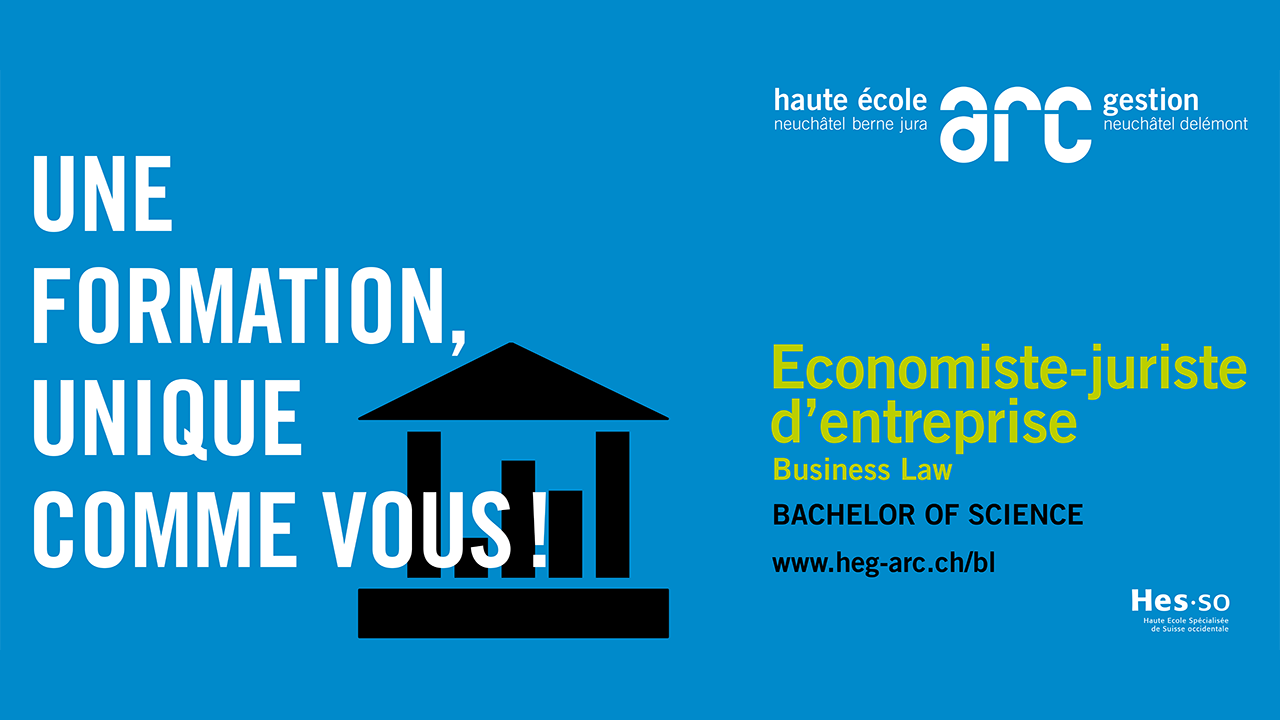 UNE
FORMATION,
UNIQUE
COMME VOUS !
haute école arc gestion
neuchâtel berne jura neuchâtel delémont
Economiste-juriste
d’entreprise
Business Law
BACHELOR OF SCIENCE
www.heg-arc.ch/bl
Hes·so
Haute Ecole Spécialisée
de Suisse occidentale